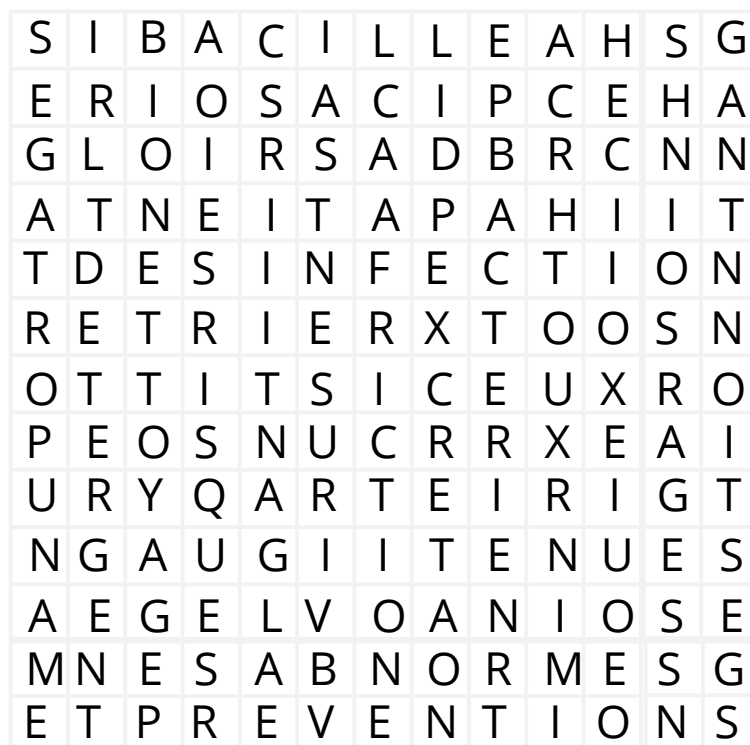 S I B A C I L L E A H S G
E R I O S A C I P C E H A
G L O I R S A D B R C N N
A T N E I T A P A H I I T
T D E S I N F E C T I O N
R E T R I E R X T O O S N
O T T I T S I C E U X R O
P E O S N U C R R X E A I
U R Y Q A R T E I R I G T
N G A U G I I T E N U E S
A E G E L V O A N I O S E
M N E S A B N O R M E S G
E T P R E V E N T I O N S